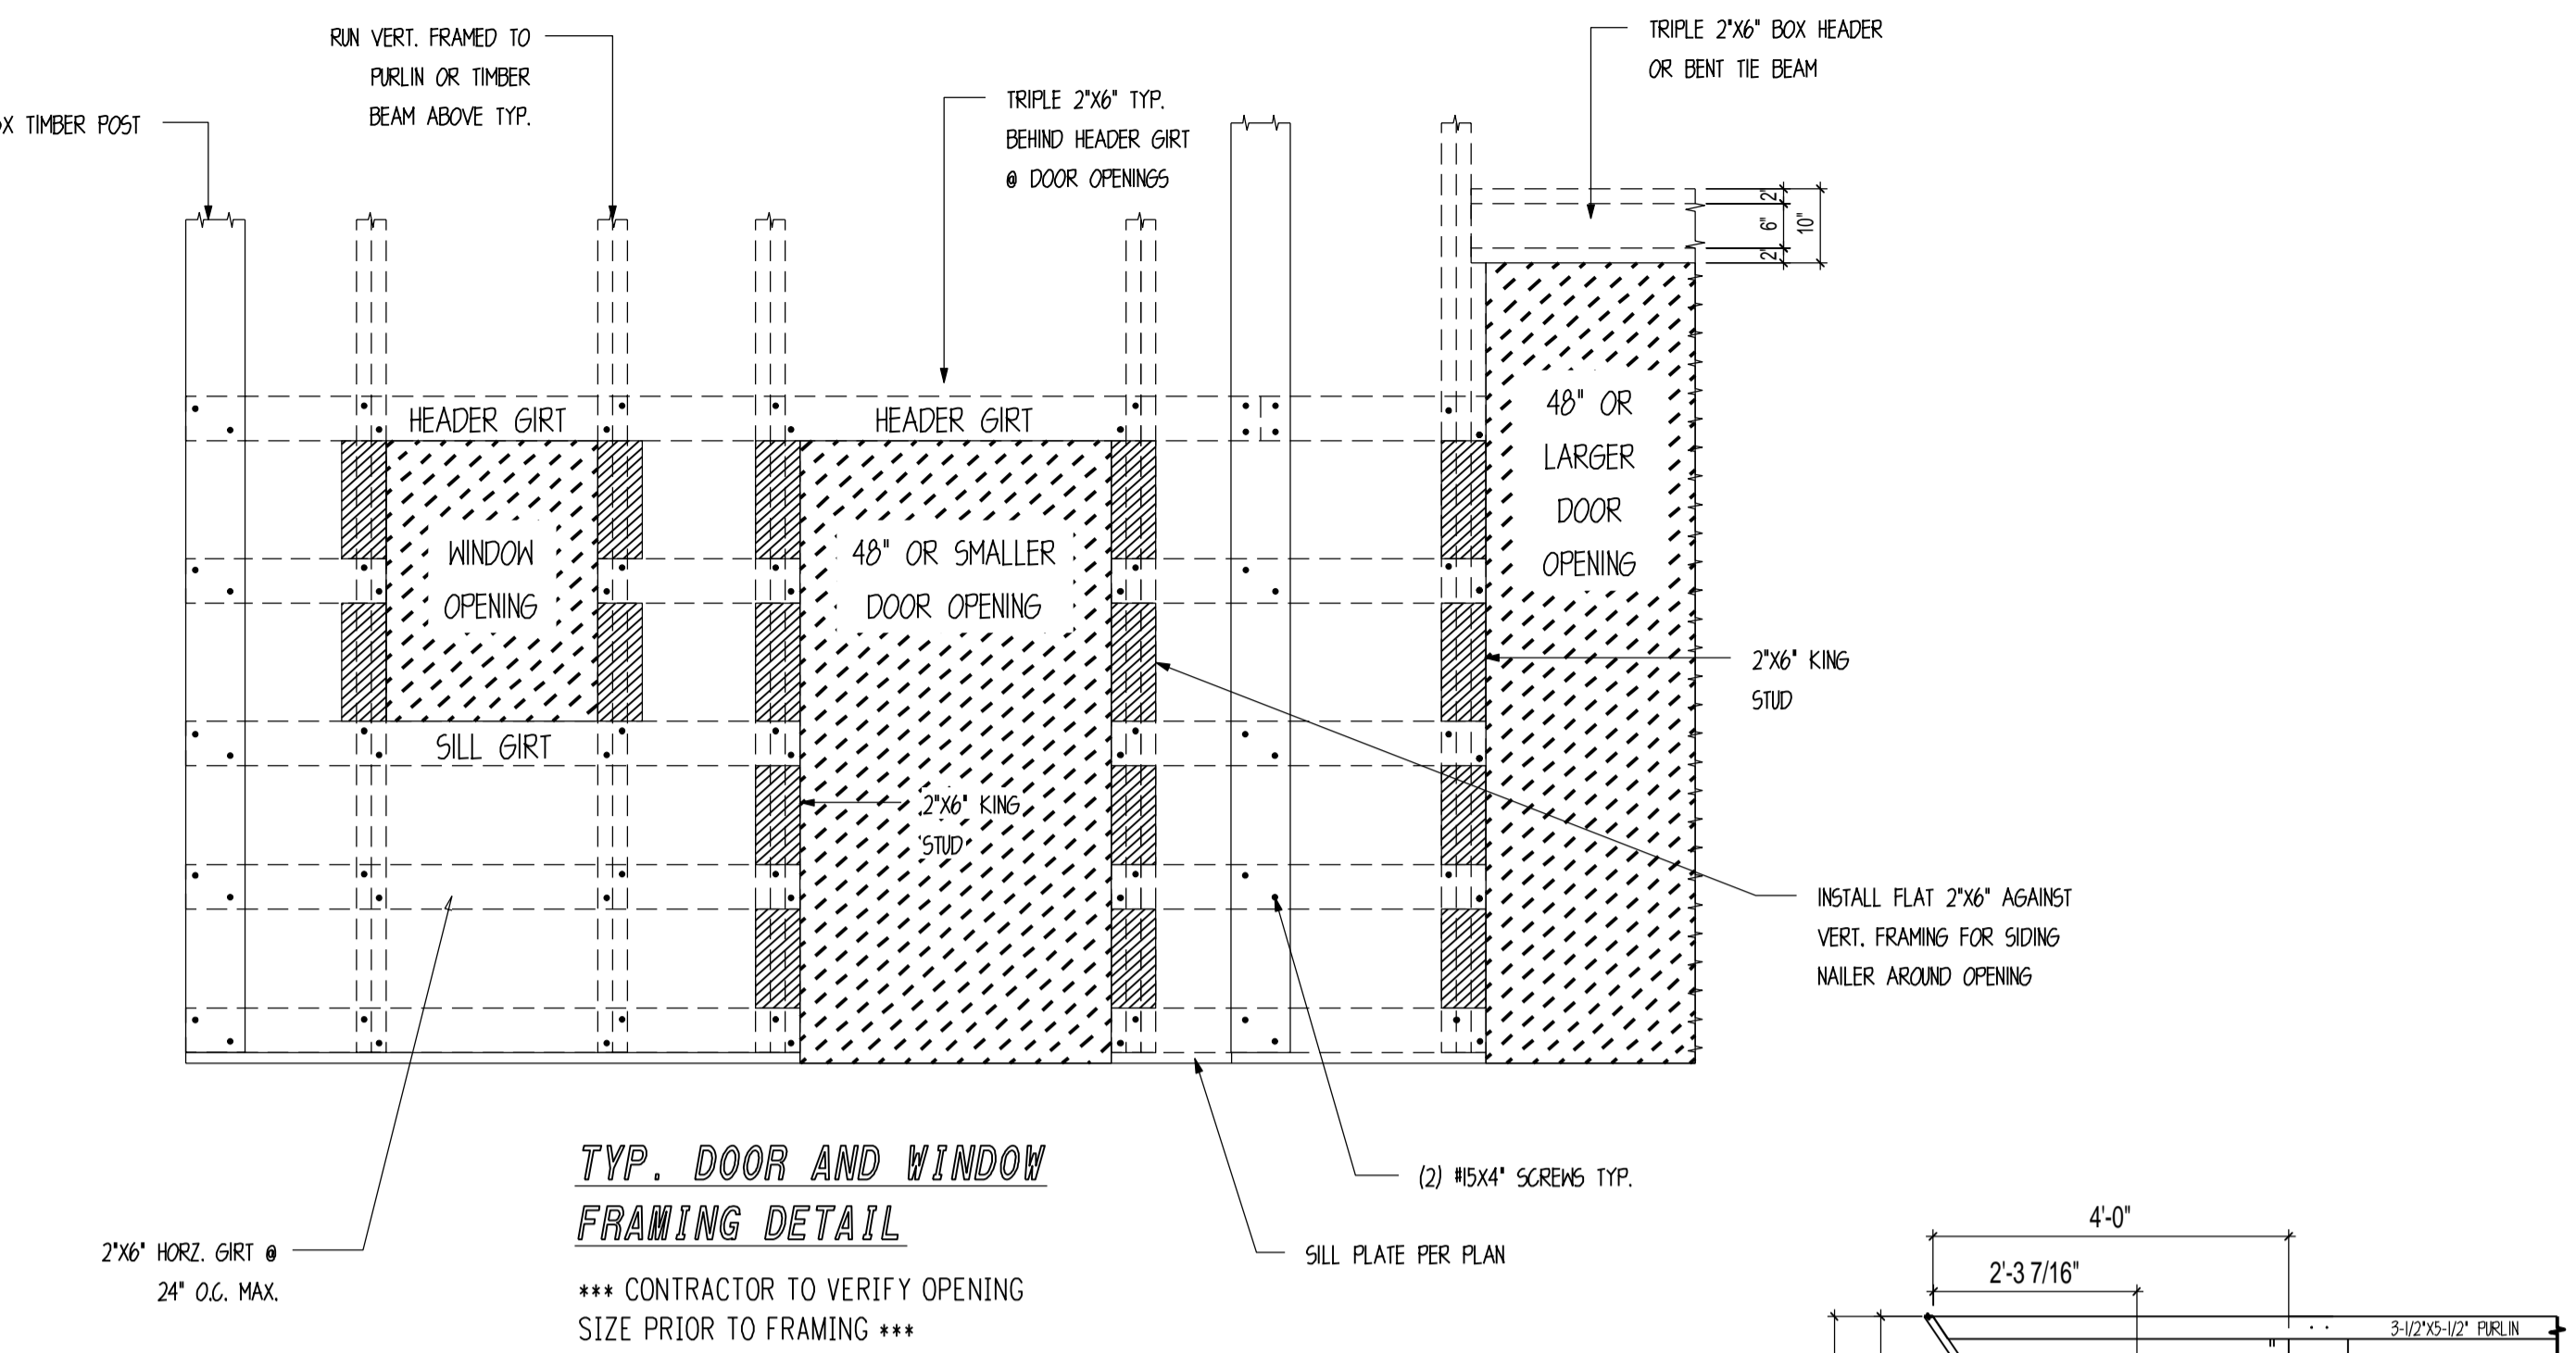 RUN VERT. FRAMED TO
PURLIN OR TIMBER
BEAM ABOVE TYP.
TIMBER POST
TRIPLE 2"X6" TYP.
BEHIND HEADER GIRT
@ DOOR OPENINGS
TRIPLE 2"X6" BOX HEADER
OR BENT TIE BEAM
2"
6"
2"
10"
HEADER GIRT
HEADER GIRT
WINDOW
OPENING
48" OR SMALLER
DOOR OPENING
48" OR
LARGER
DOOR
OPENING
SILL GIRT
2"X6" KING
STUD
2"X6" KING
STUD
INSTALL FLAT 2"X6" AGAINST
VERT. FRAMING FOR SIDING
NAILER AROUND OPENING
(2) #15X4" SCREWS TYP.
SILL PLATE PER PLAN
2"X6" HORZ. GIRT @
24" O.C. MAX.
TYP. DOOR AND WINDOW
FRAMING DETAIL
*** CONTRACTOR TO VERIFY OPENING
SIZE PRIOR TO FRAMING ***
4'-0"
2'-3 7/16"
3-1/2"X5-1/2" PURLIN